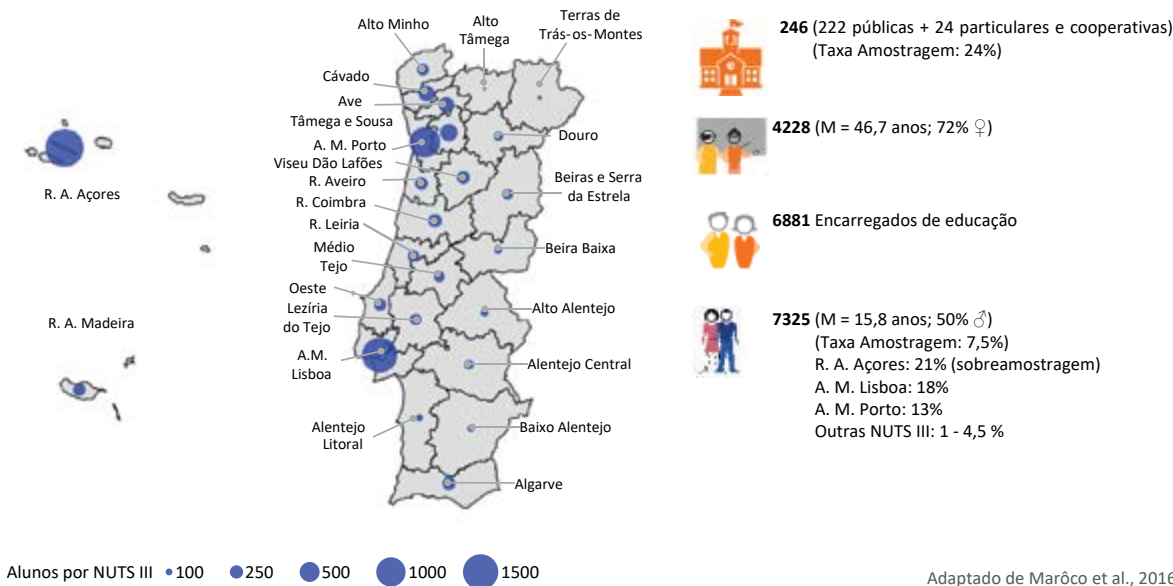 Alto Minho
Alto
Tâmega
Terras de
Trás-os-Montes
Cávado
Ave
Tâmega e Sousa
A. M. Porto
Viseu Dão Lafões
R. Aveiro
R. Coimbra
R. Leiria
Médio
Tejo
Oeste
Lezíria
do Tejo
A.M.
Lisboa
Alentejo
Litoral
Douro
Beiras e Serra
da Estrela
Beira Baixa
Alto Alentejo
Alentejo Central
Baixo Alentejo
Algarve
R. A. Açores
R. A. Madeira
246 (222 públicas + 24 particulares e cooperativas)
(Taxa Amostragem: 24%)
4228 (M = 46,7 anos; 72% ♀)
6881 Encarregados de educação
7325 (M = 15,8 anos; 50% ♂)
(Taxa Amostragem: 7,5%)
R. A. Açores: 21% (sobreamostragem)
A. M. Lisboa: 18%
A. M. Porto: 13%
Outras NUTS III: 1 - 4,5 %
Alunos por NUTS III 100 250 500 1000 1500
Adaptado de Marôco et al., 2016